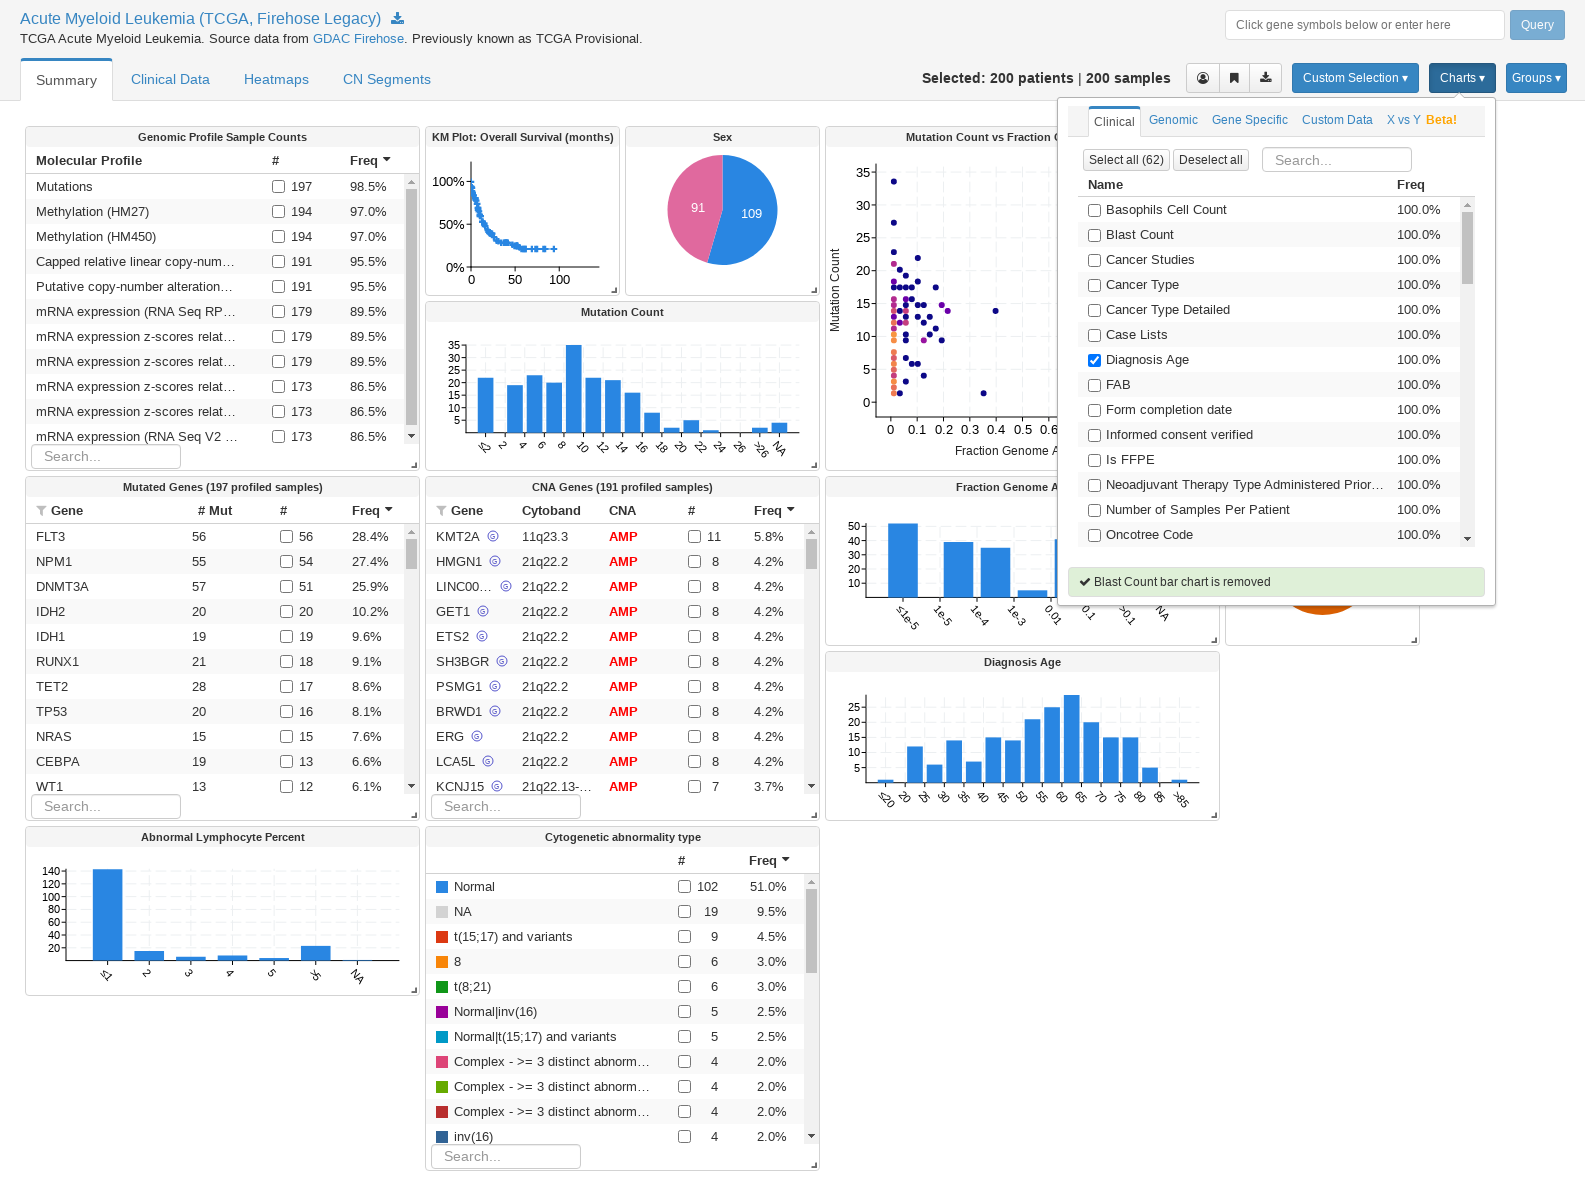 Acute Myeloid Leukemia (TCGA, Firehose Legacy)
TCGA Acute Myeloid Leukemia. Source data from GDAC Firehose. Previously known as TCGA Provisional.
Click gene symbols below or enter here
Query
Summary
Clinical Data
Heatmaps
CN Segments
Selected: 200 patients | 200 samples
Custom Selection ▾
Charts ▾
Groups ▾
Genomic Profile Sample Counts
Molecular Profile # Freq
Mutations 197 98.5%
Methylation (HM27) 194 97.0%
Methylation (HM450) 194 97.0%
Capped relative linear copy-num… 191 95.5%
Putative copy-number alteration… 191 95.5%
mRNA expression (RNA Seq RP… 179 89.5%
mRNA expression z-scores relat… 179 89.5%
mRNA expression z-scores relat… 179 89.5%
mRNA expression z-scores relat… 173 86.5%
mRNA expression z-scores relat… 173 86.5%
mRNA expression (RNA Seq V2 … 173 86.5%
Search...
KM Plot: Overall Survival (months)
100%
50%
0%
0 50 100
Sex
91
109
Mutation Count
35
30
25
20
15
10
5
≤2 2 4 6 8 10 12 14 16 18 20 22 24 26 >26 NA
Mutation Count vs Fraction G
Mutation Count
35
30
25
20
15
10
5
0
0 0.1 0.2 0.3 0.4 0.5 0.6
Fraction Genome A
Clinical
Genomic
Gene Specific
Custom Data
X vs Y Beta!
Select all (62)
Deselect all
Search...
Name Freq
Basophils Cell Count 100.0%
Blast Count 100.0%
Cancer Studies 100.0%
Cancer Type 100.0%
Cancer Type Detailed 100.0%
Case Lists 100.0%
Diagnosis Age 100.0%
FAB 100.0%
Form completion date 100.0%
Informed consent verified 100.0%
Is FFPE 100.0%
Neoadjuvant Therapy Type Administered Prior… 100.0%
Number of Samples Per Patient 100.0%
Oncotree Code 100.0%
Blast Count bar chart is removed
Mutated Genes (197 profiled samples)
Gene # Mut # Freq
FLT3 56 56 28.4%
NPM1 55 54 27.4%
DNMT3A 57 51 25.9%
IDH2 20 20 10.2%
IDH1 19 19 9.6%
RUNX1 21 18 9.1%
TET2 28 17 8.6%
TP53 20 16 8.1%
NRAS 15 15 7.6%
CEBPA 19 13 6.6%
WT1 13 12 6.1%
Search...
CNA Genes (191 profiled samples)
Gene Cytoband CNA # Freq
KMT2A G 11q23.3 AMP 11 5.8%
HMGN1 G 21q22.2 AMP 8 4.2%
LINC00… G 21q22.2 AMP 8 4.2%
GET1 G 21q22.2 AMP 8 4.2%
ETS2 G 21q22.2 AMP 8 4.2%
SH3BGR G 21q22.2 AMP 8 4.2%
PSMG1 G 21q22.2 AMP 8 4.2%
BRWD1 G 21q22.2 AMP 8 4.2%
ERG G 21q22.2 AMP 8 4.2%
LCA5L G 21q22.2 AMP 8 4.2%
KCNJ15 G 21q22.13-… AMP 7 3.7%
Search...
Fraction Genome A
50
40
30
20
10
≤1e-5 1e-5 1e-4 1e-3 0.01 0.1 >0.1 NA
Diagnosis Age
25
20
15
10
5
≤20 20 25 30 35 40 45 50 55 60 65 70 75 80 85 >85
Abnormal Lymphocyte Percent
140
120
100
80
60
40
20
≤1 2 3 4 5 >5 NA
Cytogenetic abnormality type
# Freq
Normal 102 51.0%
NA 19 9.5%
t(15;17) and variants 9 4.5%
8 6 3.0%
t(8;21) 6 3.0%
Normal|inv(16) 5 2.5%
Normal|t(15;17) and variants 5 2.5%
Complex - >= 3 distinct abnorm… 4 2.0%
Complex - >= 3 distinct abnorm… 4 2.0%
Complex - >= 3 distinct abnorm… 4 2.0%
inv(16) 4 2.0%
Search...